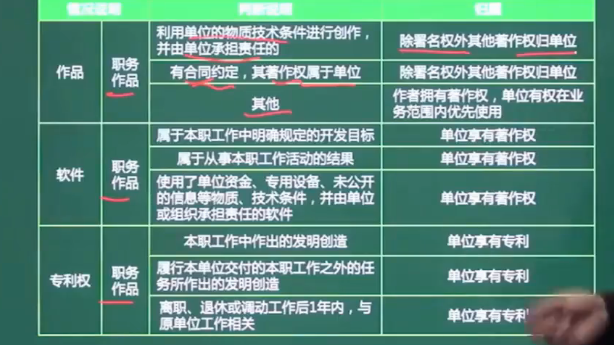 情况说明 判断说明 归属
作品
职务
作品
利用单位的物质技术条件进行创作，
并由单位承担责任的
除署名权外其他著作权归单位
有合同约定，其著作权属于单位
除署名权外其他著作权归单位
其他
作者拥有著作权，单位有权在业
务范围内优先使用
软件
职务
作品
属于本职工作中明确规定的开发目标
单位享有著作权
属于从事本职工作活动的结果
单位享有著作权
使用了单位资金、专用设备、未公开
的信息等物质、技术条件，并由单位
或组织承担责任的软件
单位享有著作权
专利权
职务
作品
本职工作中作出的发明创造
单位享有专利
履行本单位交付的本职工作之外的任
务所作出的发明创造
单位享有专利
离职、退休或调动工作后1年内，与
原单位工作相关
单位享有专利